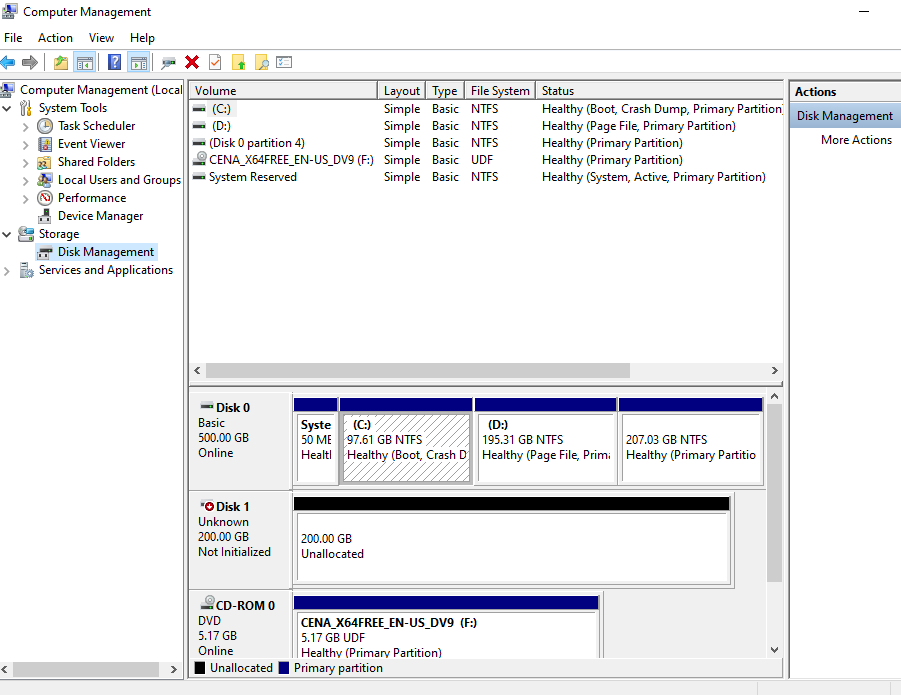 Computer Management
File Action View Help
Computer Management (Local
System Tools
Task Scheduler
Event Viewer
Shared Folders
Local Users and Groups
Performance
Device Manager
Storage
Disk Management
Services and Applications
Volume Layout Type File System Status
(C:) Simple Basic NTFS Healthy (Boot, Crash Dump, Primary Partition)
(D:) Simple Basic NTFS Healthy (Page File, Primary Partition)
(Disk 0 partition 4) Simple Basic NTFS Healthy (Primary Partition)
CENA_X64FREE_EN-US_DV9 (F:) Simple Basic UDF Healthy (Primary Partition)
System Reserved Simple Basic NTFS Healthy (System, Active, Primary Partition)
Actions
Disk Management
More Actions
Disk 0
Basic
500.00 GB
Online
Syste
50 ME
Healtl
(C:)
97.61 GB NTFS
Healthy (Boot, Crash D
(D:)
195.31 GB NTFS
Healthy (Page File, Prima
207.03 GB NTFS
Healthy (Primary Partitio
Disk 1
Unknown
200.00 GB
Not Initialized
200.00 GB
Unallocated
CD-ROM 0
DVD
5.17 GB
Online
CENA_X64FREE_EN-US_DV9 (F:)
5.17 GB UDF
Healthy (Primary Partition)
Unallocated Primary partition